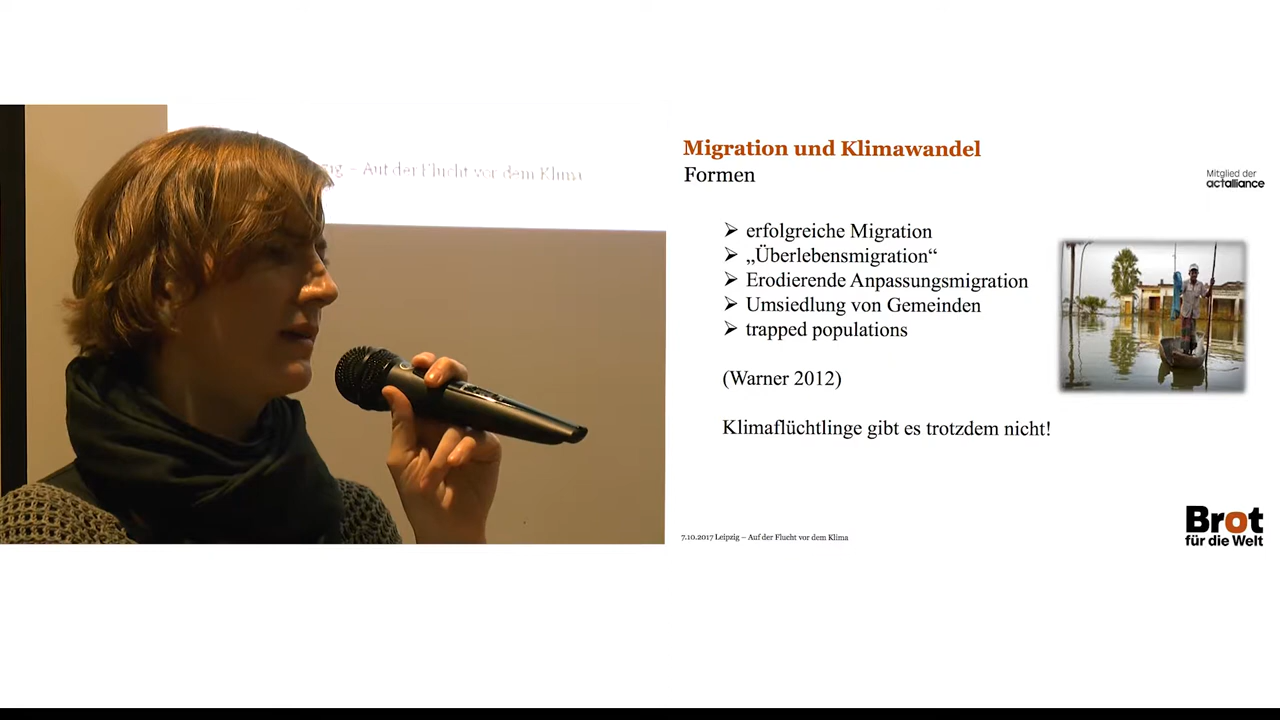 zig – Auf der Flucht vor dem Klima
Migration und Klimawandel
Formen
Mitglied der
actalliance
erfolgreiche Migration
„Überlebensmigration“
Erodierende Anpassungsmigration
Umsiedlung von Gemeinden
trapped populations
(Warner 2012)
Klimaflüchtlinge gibt es trotzdem nicht!
Brot
für die Welt
7.10.2017 Leipzig – Auf der Flucht vor dem Klima